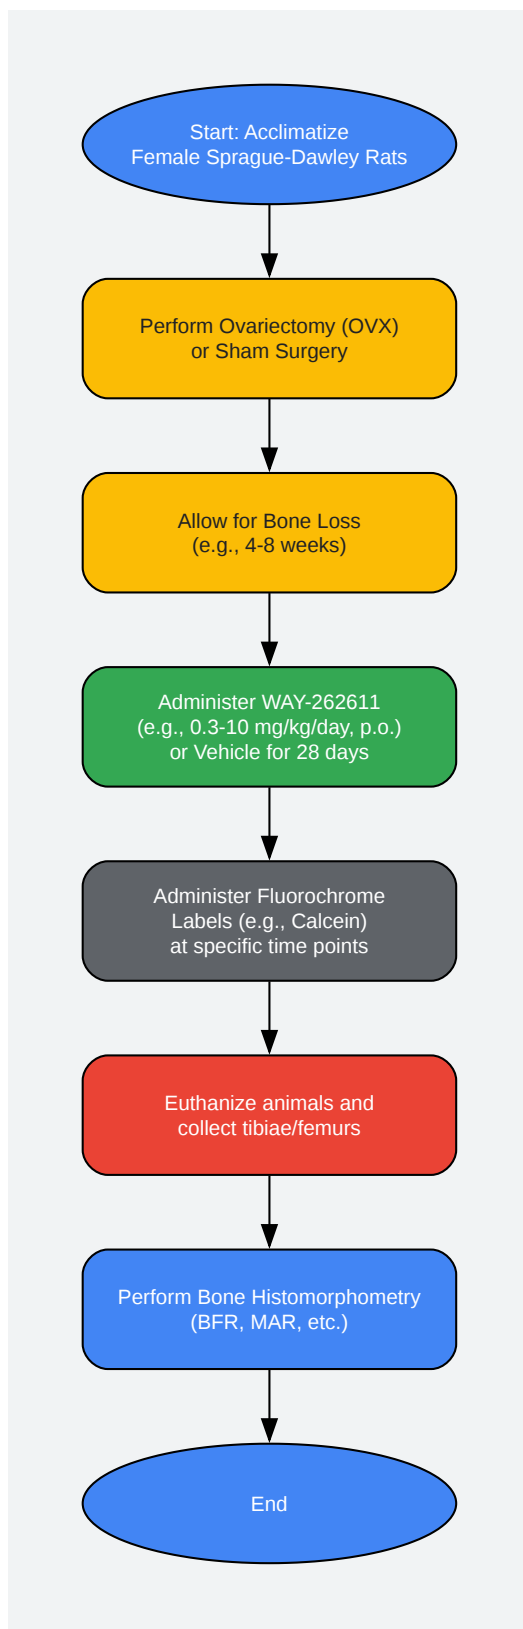 Start: Acclimatize
Female Sprague-Dawley Rats
Perform Ovariectomy (OVX)
or Sham Surgery
Allow for Bone Loss
(e.g., 4-8 weeks)
Administer WAY-262611
(e.g., 0.3-10 mg/kg/day, p.o.)
or Vehicle for 28 days
Administer Fluorochrome
Labels (e.g., Calcein)
at specific time points
Euthanize animals and
collect tibiae/femurs
Perform Bone Histomorphometry
(BFR, MAR, etc.)
End